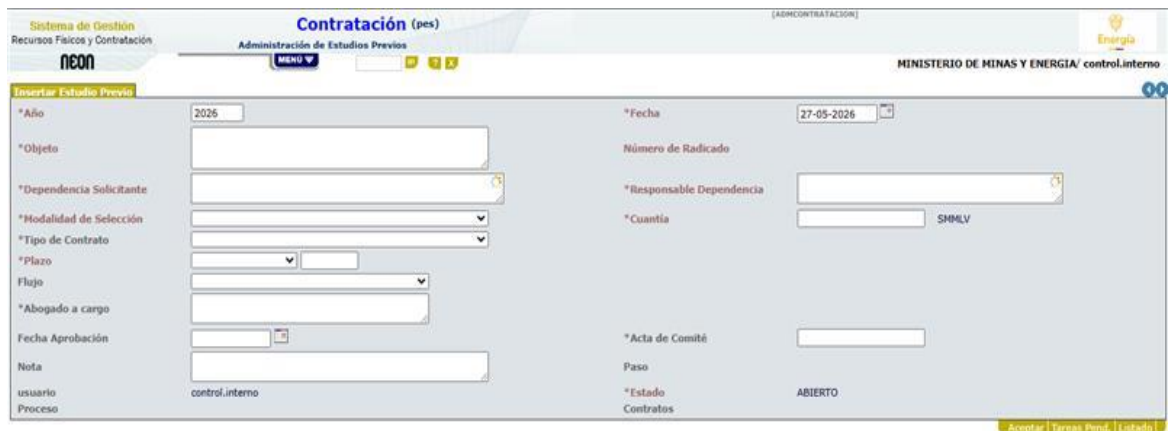 Sistema de Gestión
Recursos Físicos y Contratación
neon
Contratación (pes)
Administración de Estudios Previos
MENÚ
[ADMCONTRATACION]
Energía
MINISTERIO DE MINAS Y ENERGIA/ control.interno
Insertar Estudio Previo
*Año 2026 *Fecha 27-05-2026
*Objeto Número de Radicado
*Dependencia Solicitante *Responsable Dependencia
*Modalidad de Selección *Cuantía SMMLV
*Tipo de Contrato
*Plazo
Flujo
*Abogado a cargo
Fecha Aprobación *Acta de Comité
Nota Paso
usuario control.interno *Estado ABIERTO
Proceso Contratos
Aceptar Tareas Pend. Listado